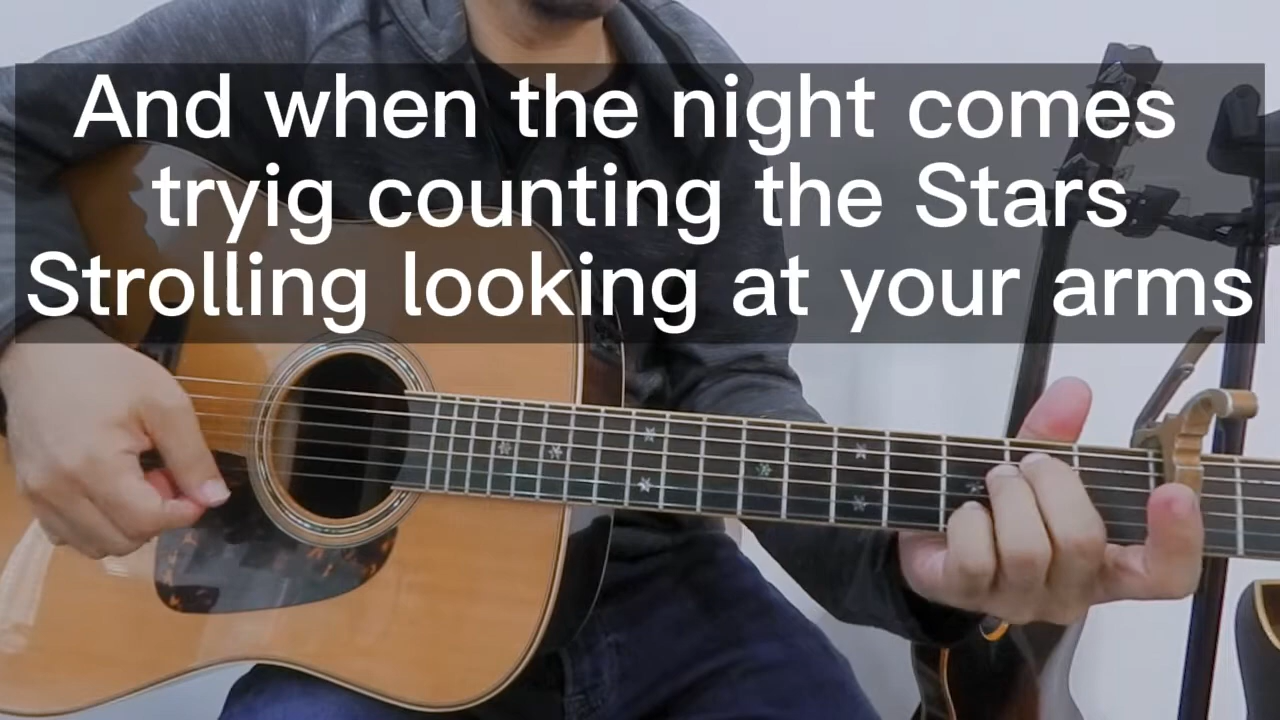 And when the night comes
tryig counting the Stars
Strolling looking at your arms